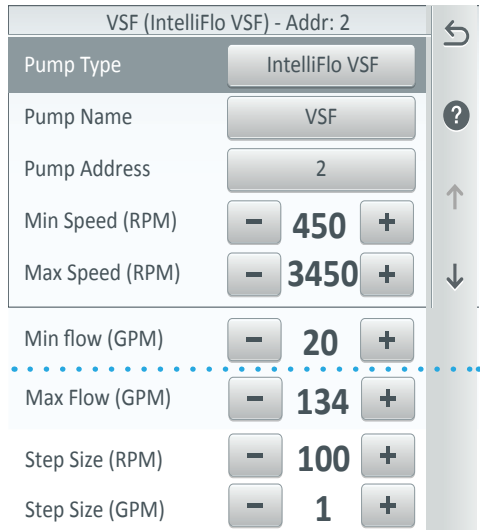 VSF (IntelliFlo VSF) - Addr: 2
Pump Type IntelliFlo VSF
Pump Name VSF
?
Pump Address 2
Min Speed (RPM) - 450 +
Max Speed (RPM) - 3450 +
Min flow (GPM) - 20 +
Max Flow (GPM) - 134 +
Step Size (RPM) - 100 +
Step Size (GPM) - 1 +